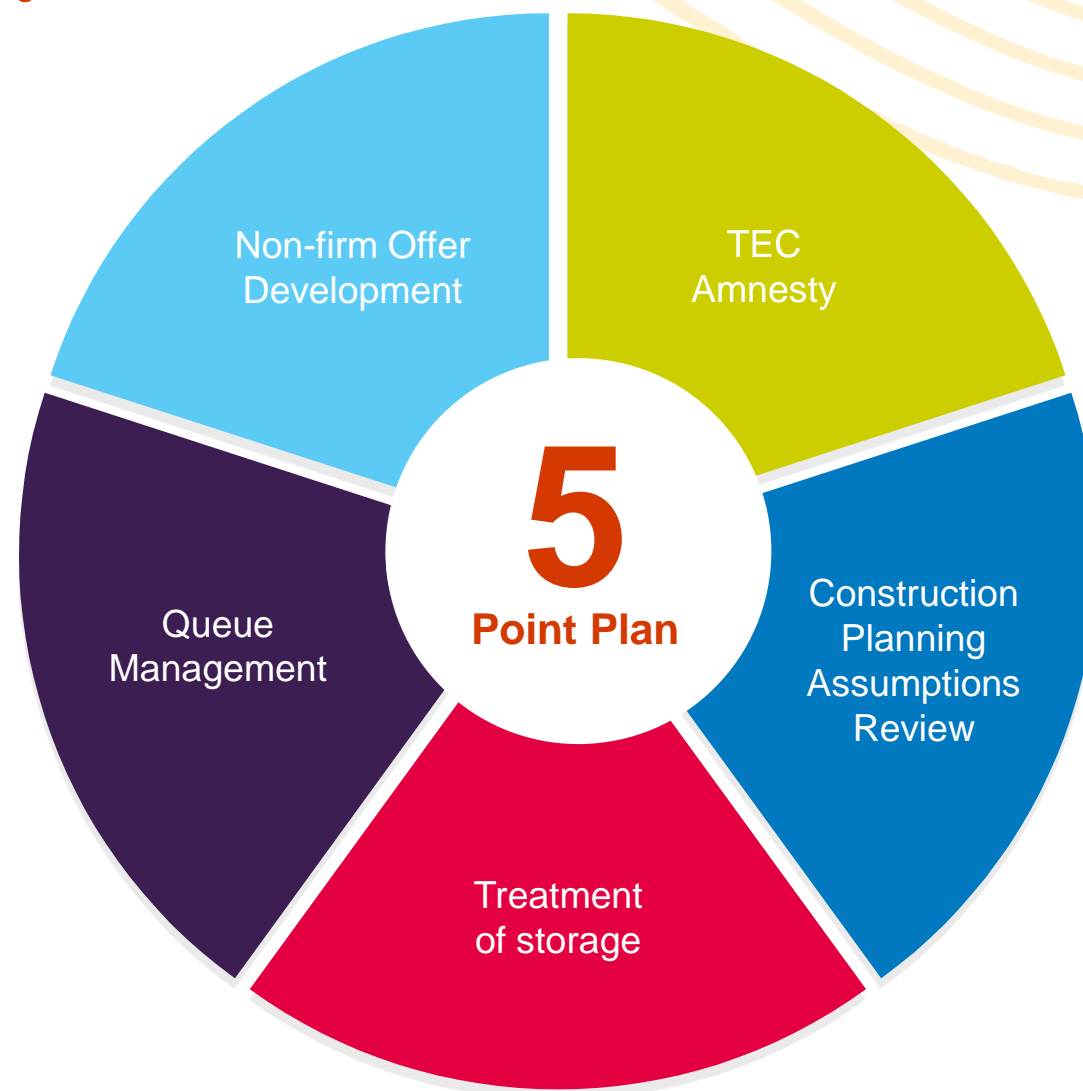 Non-firm Offer
Development
TEC
Amnesty
5
Point Plan
Construction
Planning
Assumptions
Review
Queue
Management
Treatment
of storage